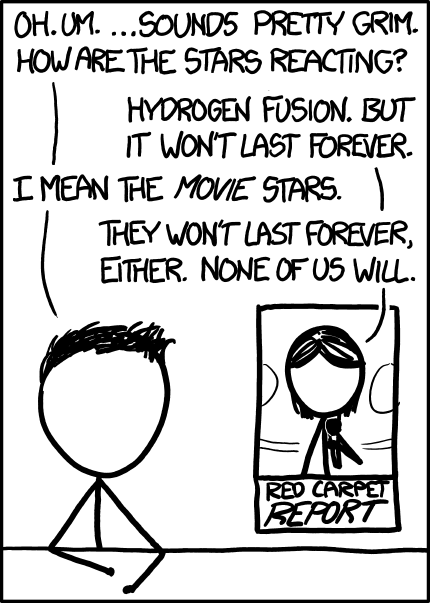 OH. UM. ...SOUNDS PRETTY GRIM.
HOW ARE THE STARS REACTING?
HYDROGEN FUSION. BUT
IT WON'T LAST FOREVER.
I MEAN THE MOVIE STARS.
THEY WON'T LAST FOREVER,
EITHER. NONE OF US WILL.
RED CARPET
REPORT